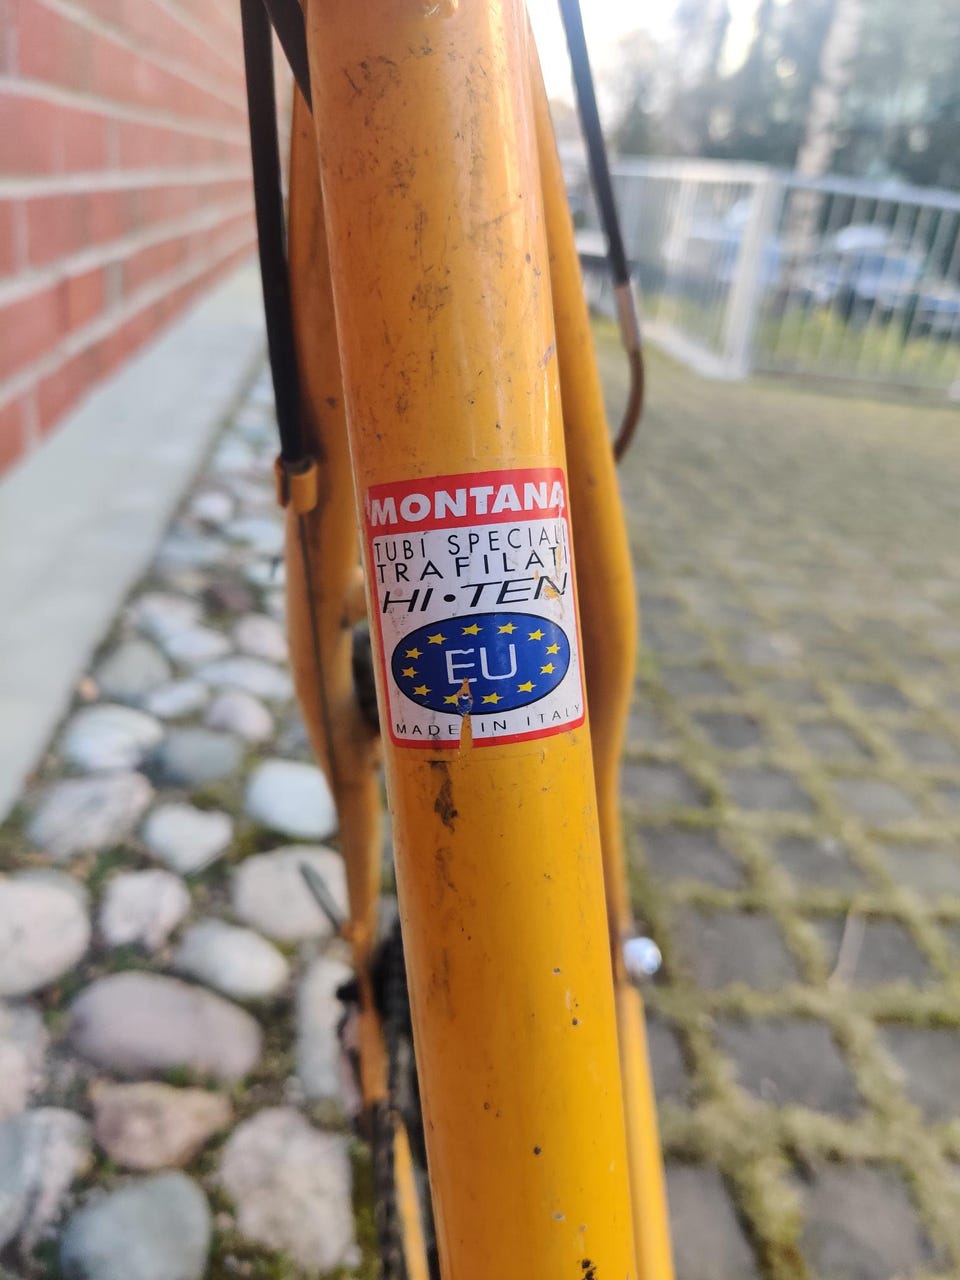 MONTANA
TUBI SPECIALI
TRAFILATI
HI•TEN
EU
MADE IN ITALY